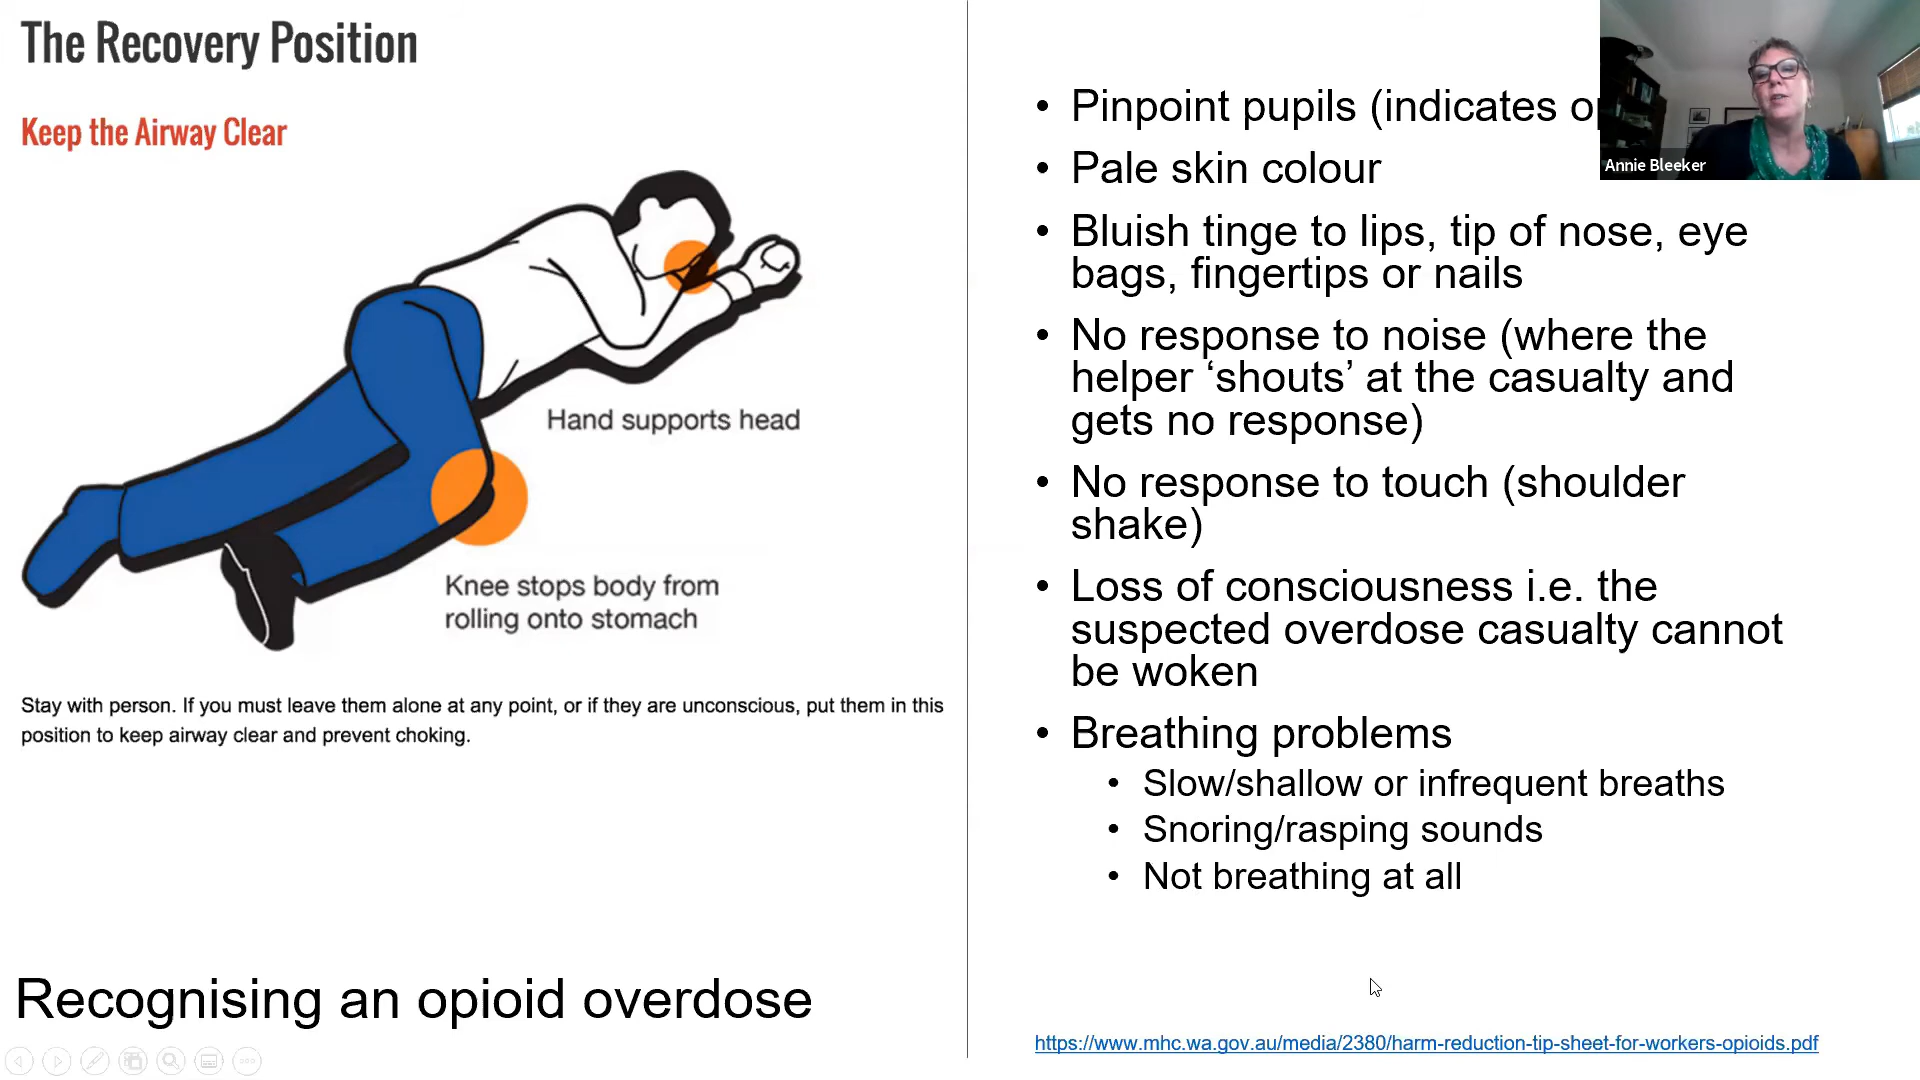 The Recovery Position
Keep the Airway Clear
Hand supports head
Knee stops body from
rolling onto stomach
Stay with person. If you must leave them alone at any point, or if they are unconscious, put them in this
position to keep airway clear and prevent choking.
Recognising an opioid overdose
• Pinpoint pupils (indicates
• Pale skin colour
• Bluish tinge to lips, tip of nose, eye
bags, fingertips or nails
• No response to noise (where the
helper ‘shouts’ at the casualty and
gets no response)
• No response to touch (shoulder
shake)
• Loss of consciousness i.e. the
suspected overdose casualty cannot
be woken
• Breathing problems
• Slow/shallow or infrequent breaths
• Snoring/rasping sounds
• Not breathing at all
https://www.mhc.wa.gov.au/media/2380/harm-reduction-tip-sheet-for-workers-opioids.pdf
Annie Bleeker